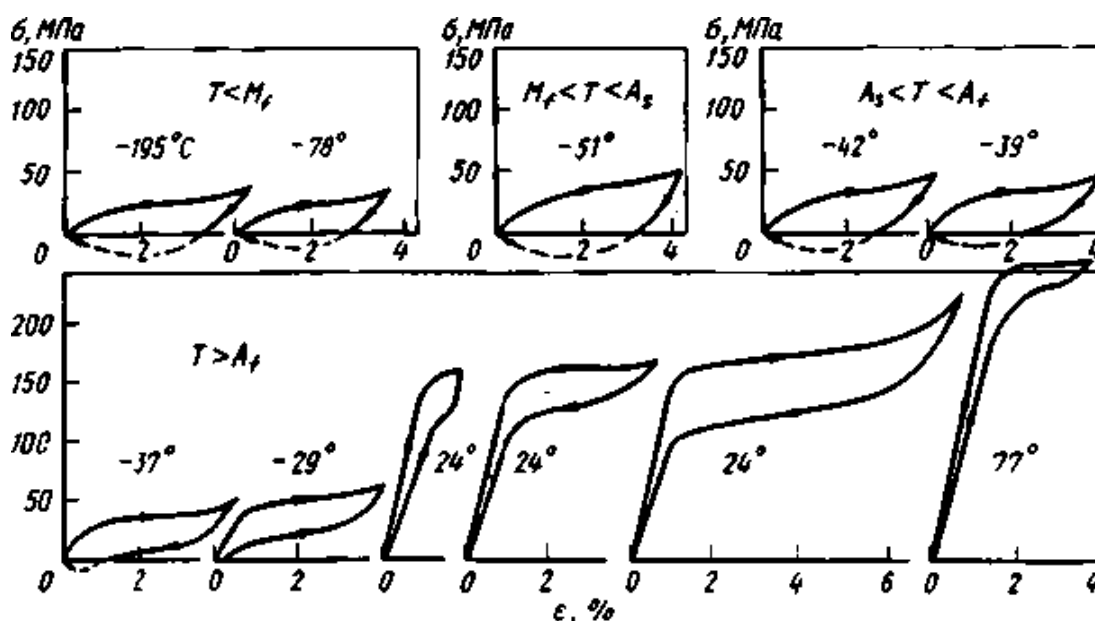 б, МПа б, МПа
150 150 150
T < M_f M_f < T < A_s A_s < T < A_f
100 100 100
-195°C -78° -51° -42° -39°
50 50 50
0 2 0 2 4 0 2 4 0 2 0 2 4
200
T > A_f
150
100
-37° -29° 24° 24° 24° 77°
50
0 2 0 0 0 2 0 2 4 6 0 2 4
ε, %